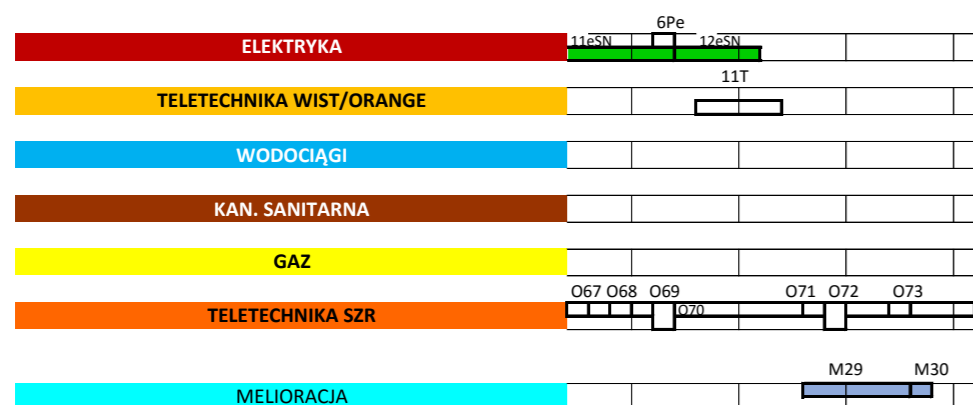 6Pe
ELEKTRYKA 11eSN 12eSN
11T
TELETECHNIKA WIST/ORANGE
WODOCIĄGI
KAN. SANITARNA
GAZ
O67 O68 O69 O71 O72 O73
TELETECHNIKA SZR O70
M29 M30
MELIORACJA